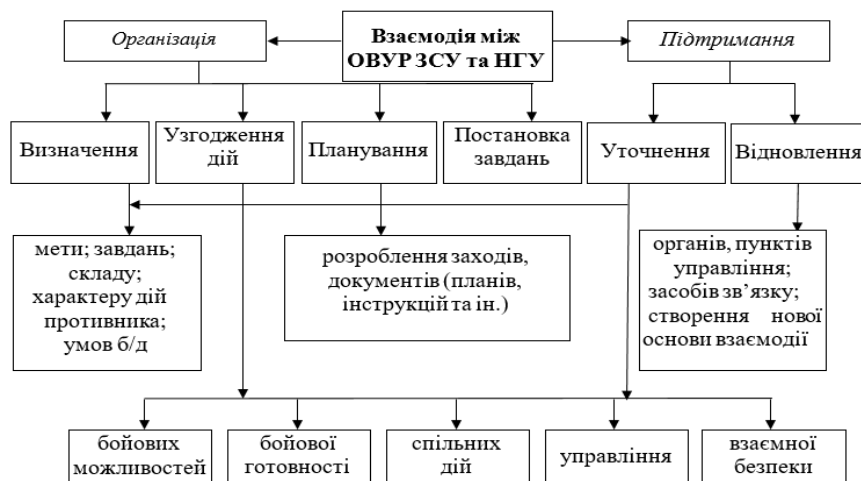 Організація
Взаємодія між
ОВУР ЗСУ та НГУ
Підтримання
Визначення
Узгодження
дій
Планування
Постановка
завдань
Уточнення
Відновлення
мети; завдань;
складу;
характеру дій
противника;
умов б/д
розроблення заходів,
документів (планів,
інструкцій та ін.)
органів, пунктів
управління;
засобів зв’язку;
створення нової
основи взаємодії
бойових
можливостей
бойової
готовності
спільних
дій
управління
взаємної
безпеки